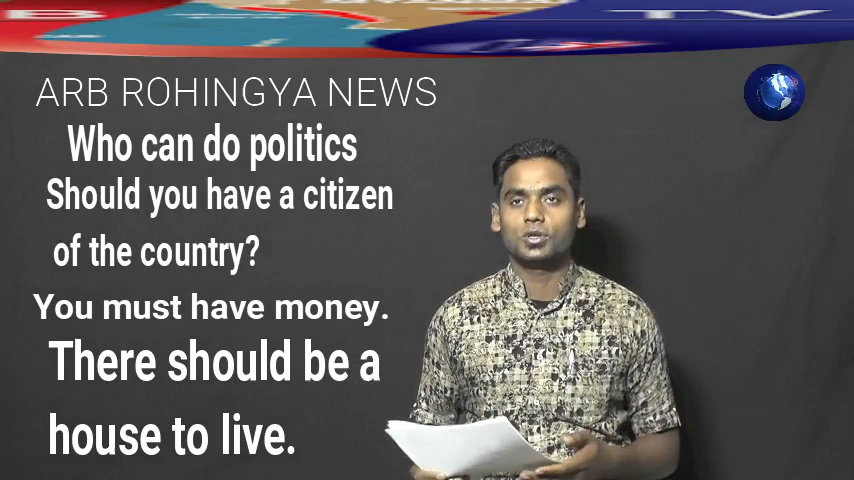 B TV
ARB ROHINGYA NEWS
Who can do politics
Should you have a citizen
of the country?
You must have money.
There should be a
house to live.